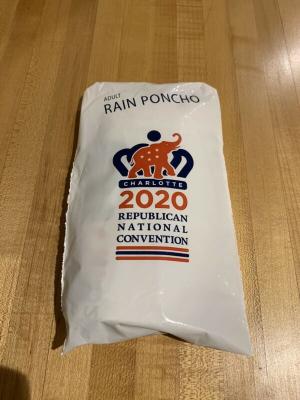 ADULT
RAIN PONCHO
CHARLOTTE
2020
REPUBLICAN
NATIONAL
CONVENTION